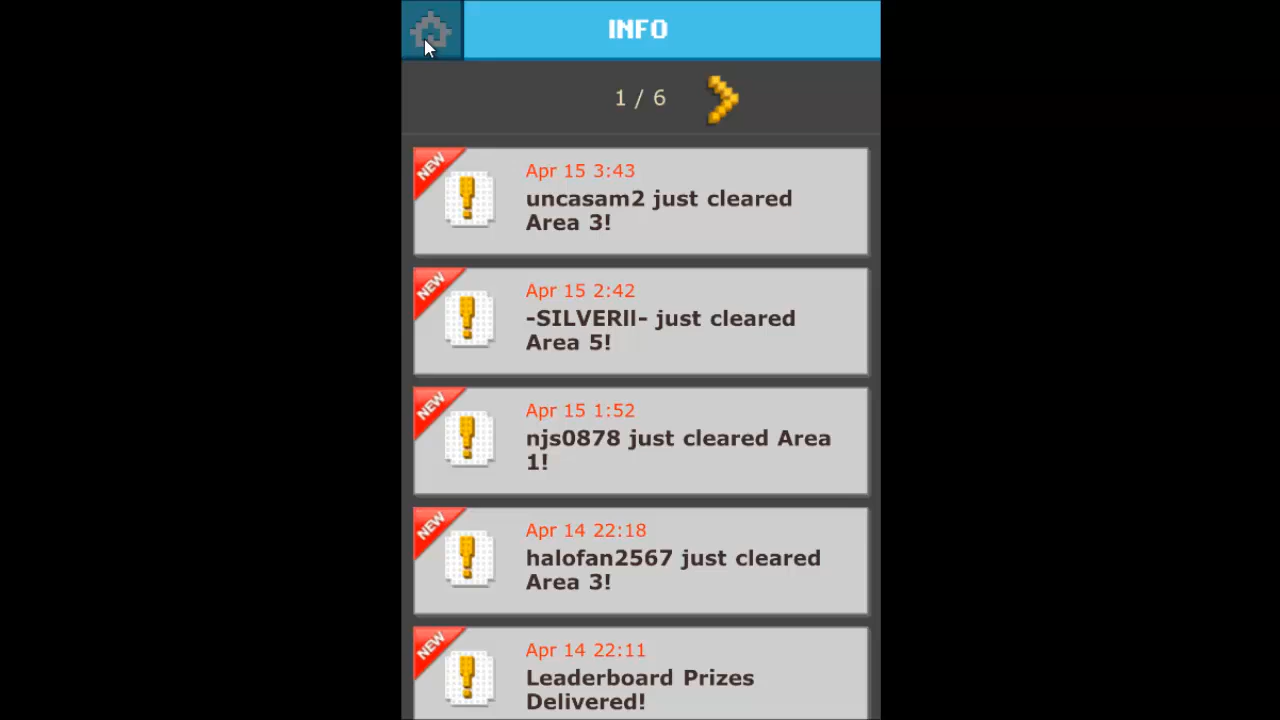 INFO
1 / 6
NEW
Apr 15 3:43
uncasam2 just cleared
Area 3!
NEW
Apr 15 2:42
-SILVERll- just cleared
Area 5!
NEW
Apr 15 1:52
njs0878 just cleared Area
1!
NEW
Apr 14 22:18
halofan2567 just cleared
Area 3!
NEW
Apr 14 22:11
Leaderboard Prizes
Delivered!